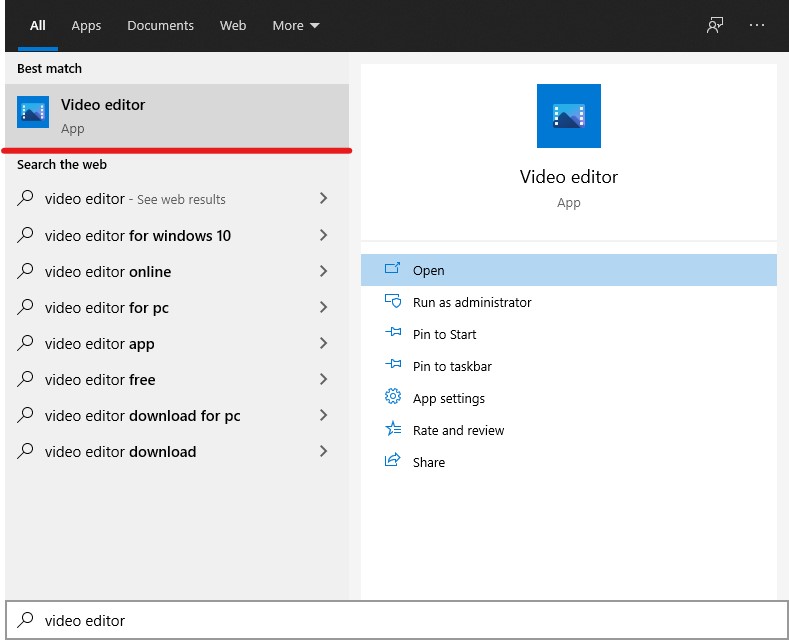 All Apps Documents Web More
Best match
Video editor
App
Search the web
video editor - See web results
video editor for windows 10
video editor online
video editor for pc
video editor app
video editor free
video editor download for pc
video editor download
Video editor
App
Open
Run as administrator
Pin to Start
Pin to taskbar
App settings
Rate and review
Share
video editor